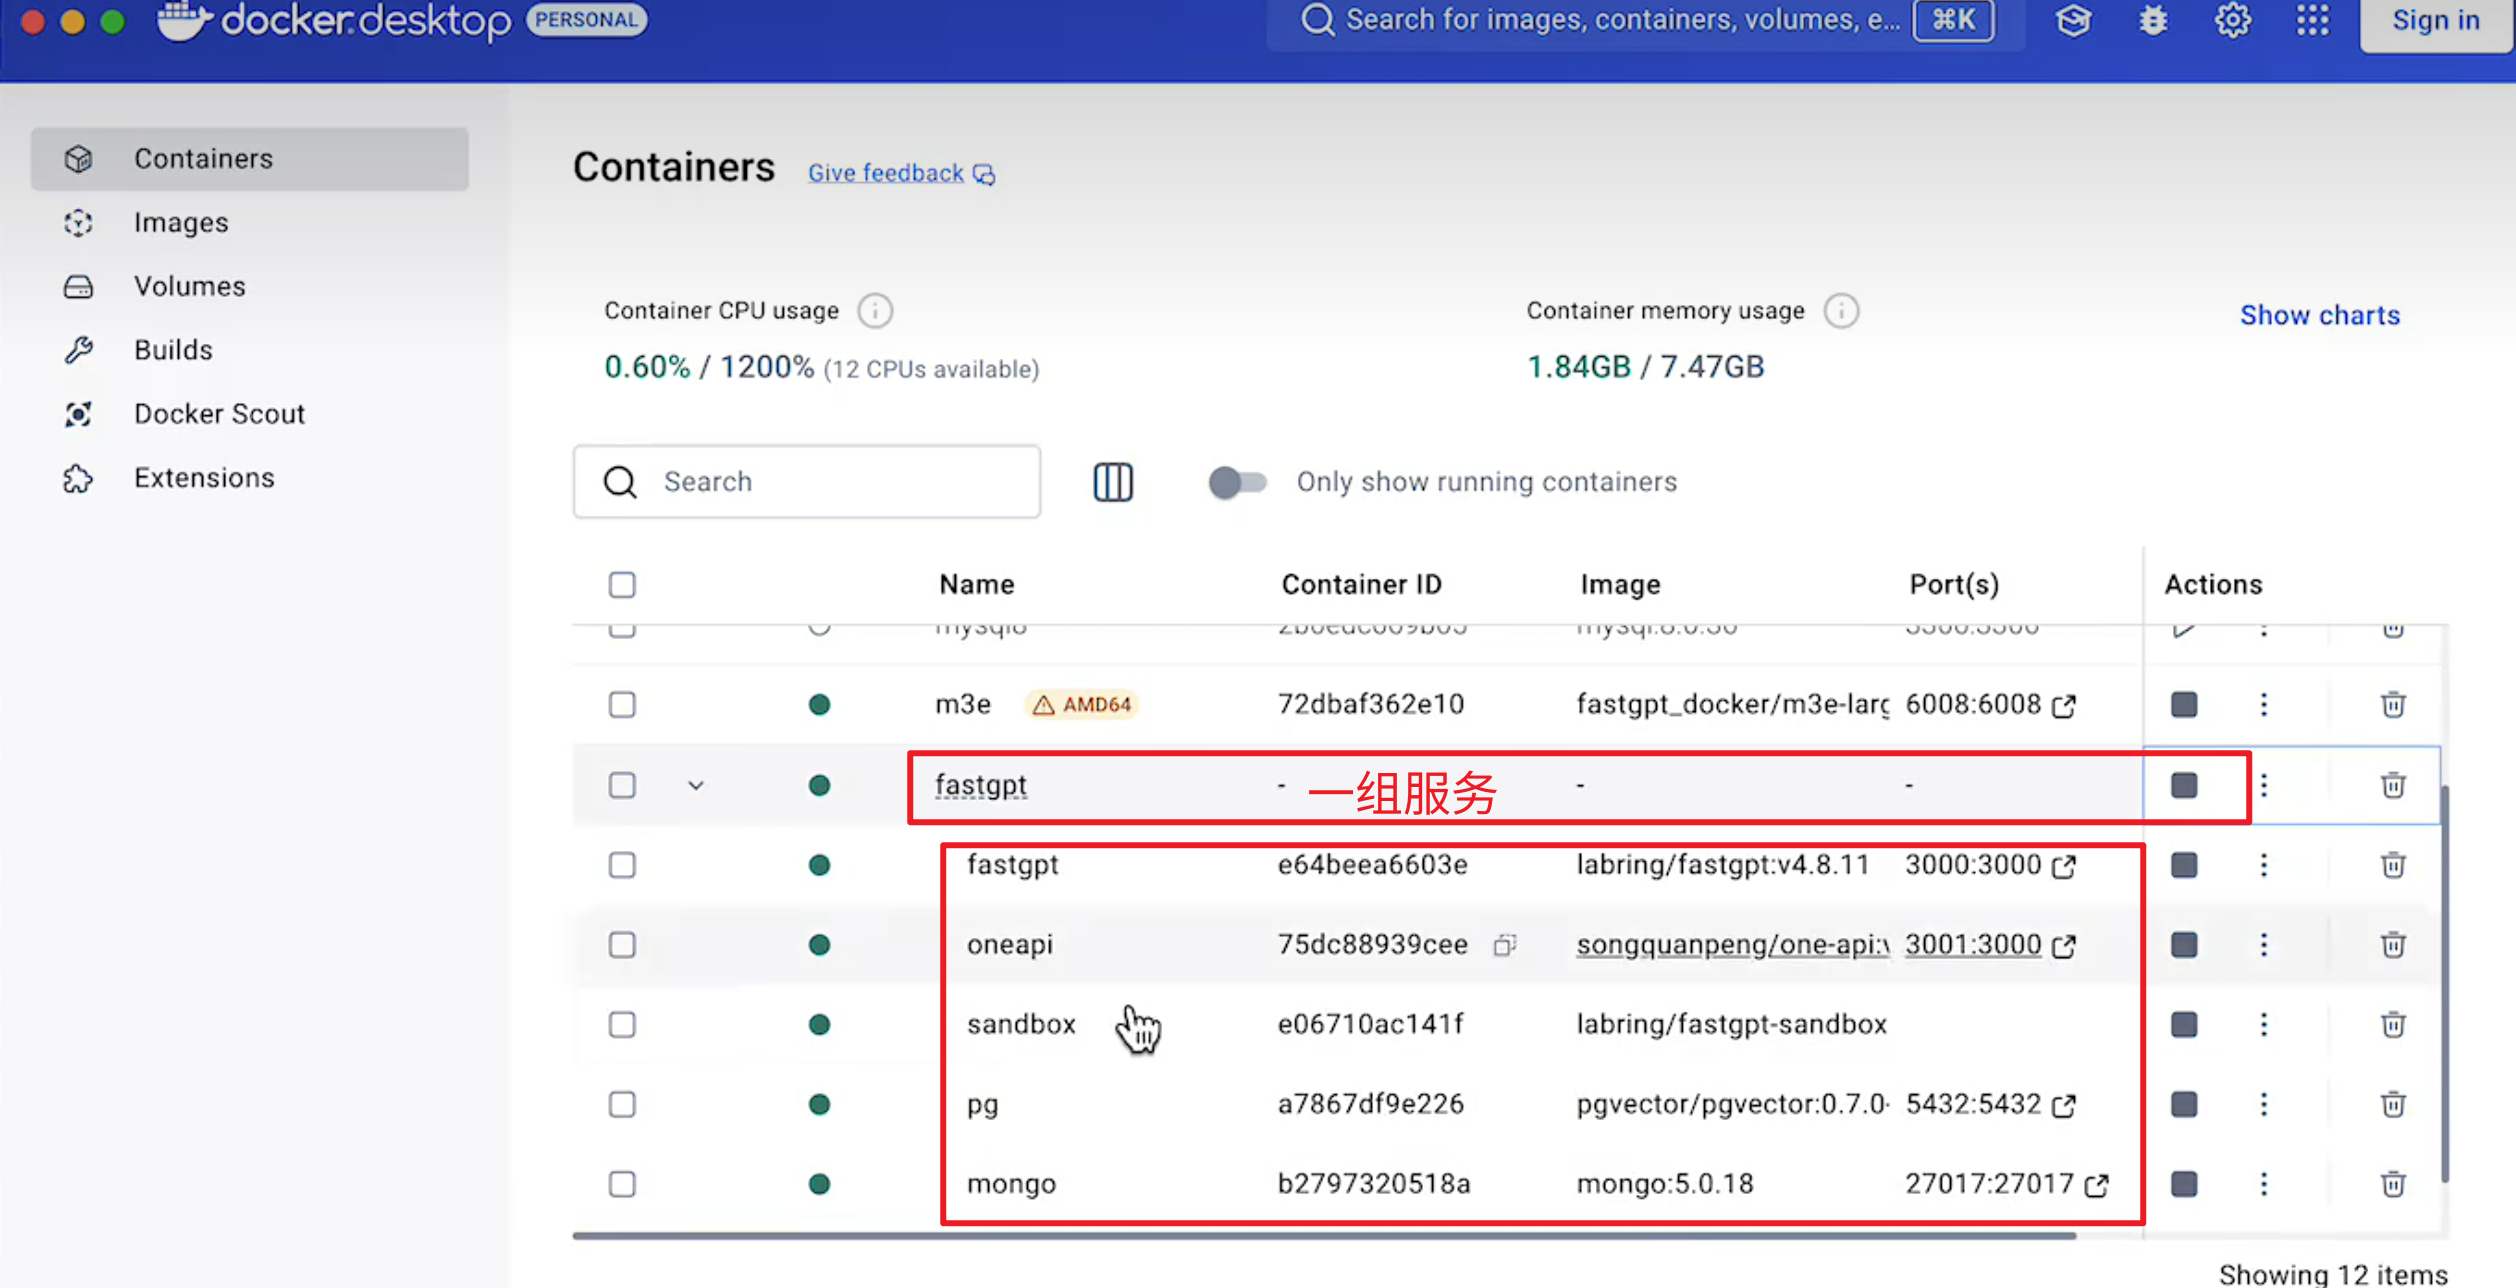 docker.desktop PERSONAL
Search for images, containers, volumes, e... ⌘K
Sign in
Containers
Images
Volumes
Builds
Docker Scout
Extensions
Containers Give feedback
Container CPU usage
0.60% / 1200% (12 CPUs available)
Container memory usage
1.84GB / 7.47GB
Show charts
Search
Only show running containers
Name Container ID Image Port(s) Actions
m3e AMD64 72dbaf362e10 fastgpt_docker/m3e-larg 6008:6008
fastgpt - 一组服务 - -
fastgpt e64beea6603e labring/fastgpt:v4.8.11 3000:3000
oneapi 75dc88939cee songquanpeng/one-api:v 3001:3000
sandbox e06710ac141f labring/fastgpt-sandbox
pg a7867df9e226 pgvector/pgvector:0.7.0- 5432:5432
mongo b2797320518a mongo:5.0.18 27017:27017
Showing 12 items